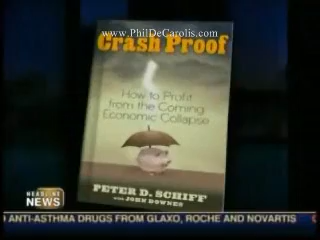 www.PhilDeCarolis.com
Crash Proof
How to Profit
from the Coming
Economic Collapse
PETER D. SCHIFF
with JOHN DOWNES
HEADLINE
NEWS
ANTI-ASTHMA DRUGS FROM GLAXO, ROCHE AND NOVARTIS